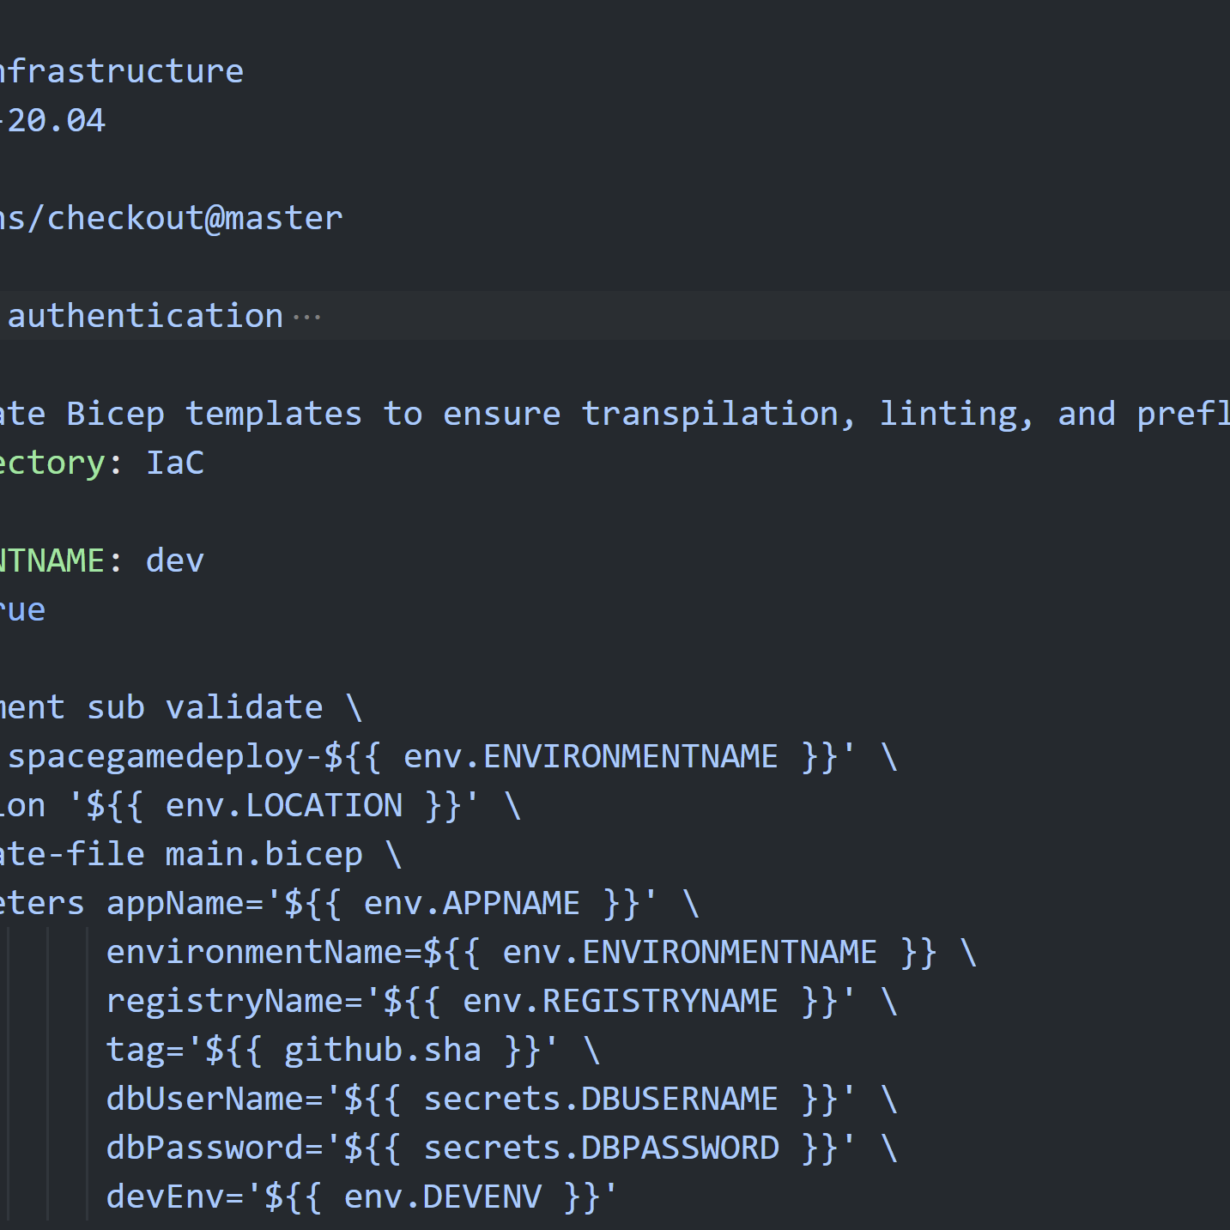 nfrastructure
-20.04
ns/checkout@master
authentication ···
ate Bicep templates to ensure transpilation, linting, and prefl
ectory: IaC
NTNAME: dev
rue
ment sub validate \
spacegamedeploy-${{ env.ENVIRONMENTNAME }}' \
ion '${{ env.LOCATION }}' \
ate-file main.bicep \
eters appName='${{ env.APPNAME }}' \
environmentName=${{ env.ENVIRONMENTNAME }} \
registryName='${{ env.REGISTRYNAME }}' \
tag='${{ github.sha }}' \
dbUserName='${{ secrets.DBUSERNAME }}' \
dbPassword='${{ secrets.DBPASSWORD }}' \
devEnv='${{ env.DEVENV }}'